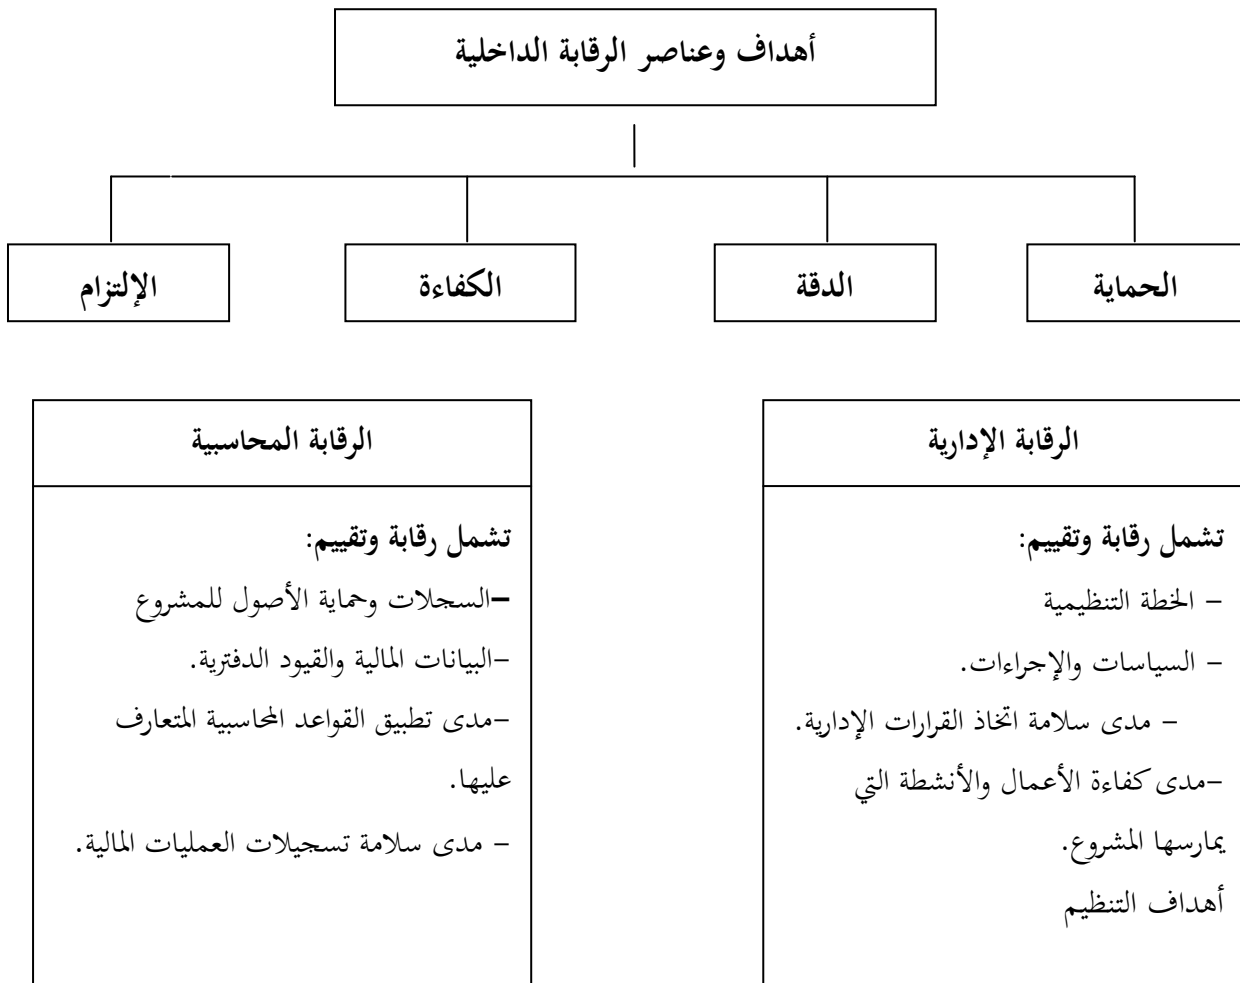 أهداف وعناصر الرقابة الداخلية
الحماية
الدقة
الكفاءة
الإلتزام
الرقابة الإدارية
تشمل رقابة وتقييم:
– الخطة التنظيمية
– السياسات والإجراءات.
– مدى سلامة اتخاذ القرارات الإدارية.
–مدى كفاءة الأعمال والأنشطة التي
يمارسها المشروع.
أهداف التنظيم
الرقابة المحاسبية
تشمل رقابة وتقييم:
–السجلات وحماية الأصول للمشروع
–البيانات المالية والقيود الدفترية.
–مدى تطبيق القواعد المحاسبية المتعارف
عليها.
– مدى سلامة تسجيلات العمليات المالية.